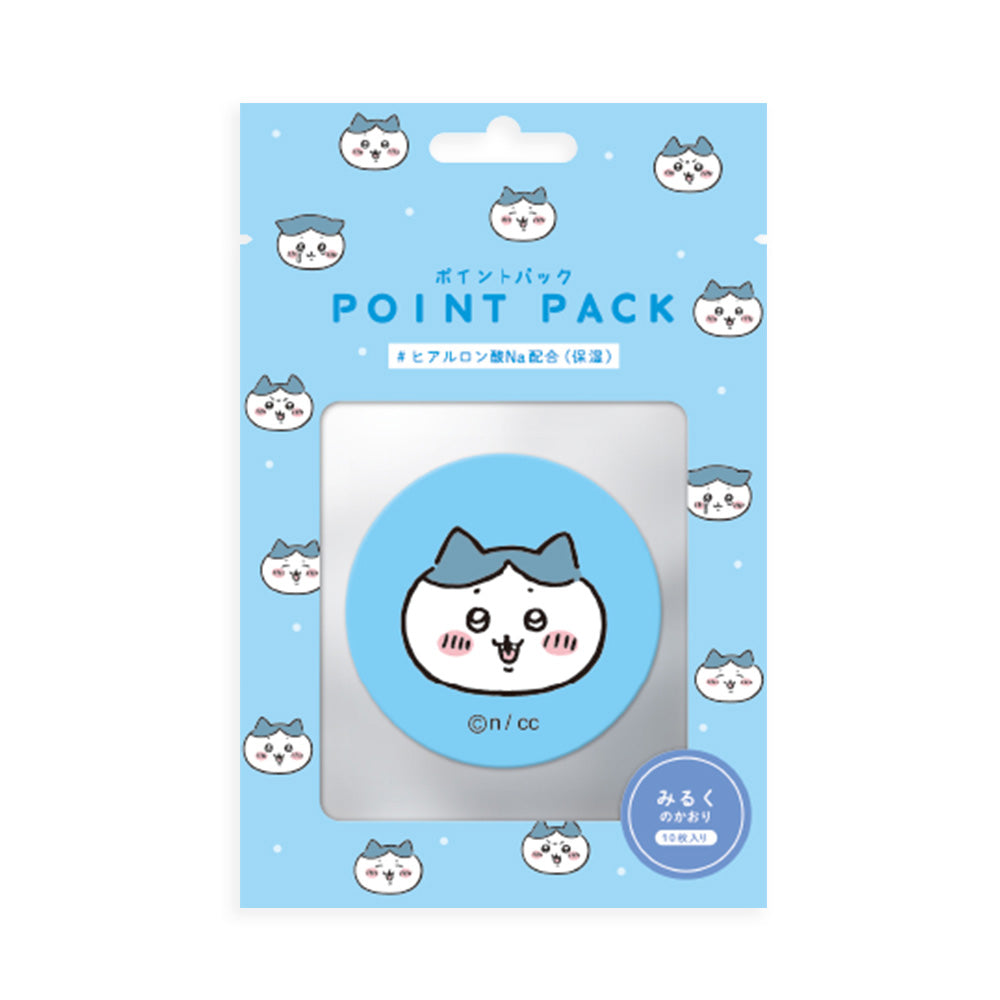 ポイントパック
POINT PACK
#ヒアルロン酸Na配合(保湿)
©n/cc
みるく
のかおり
10枚入り